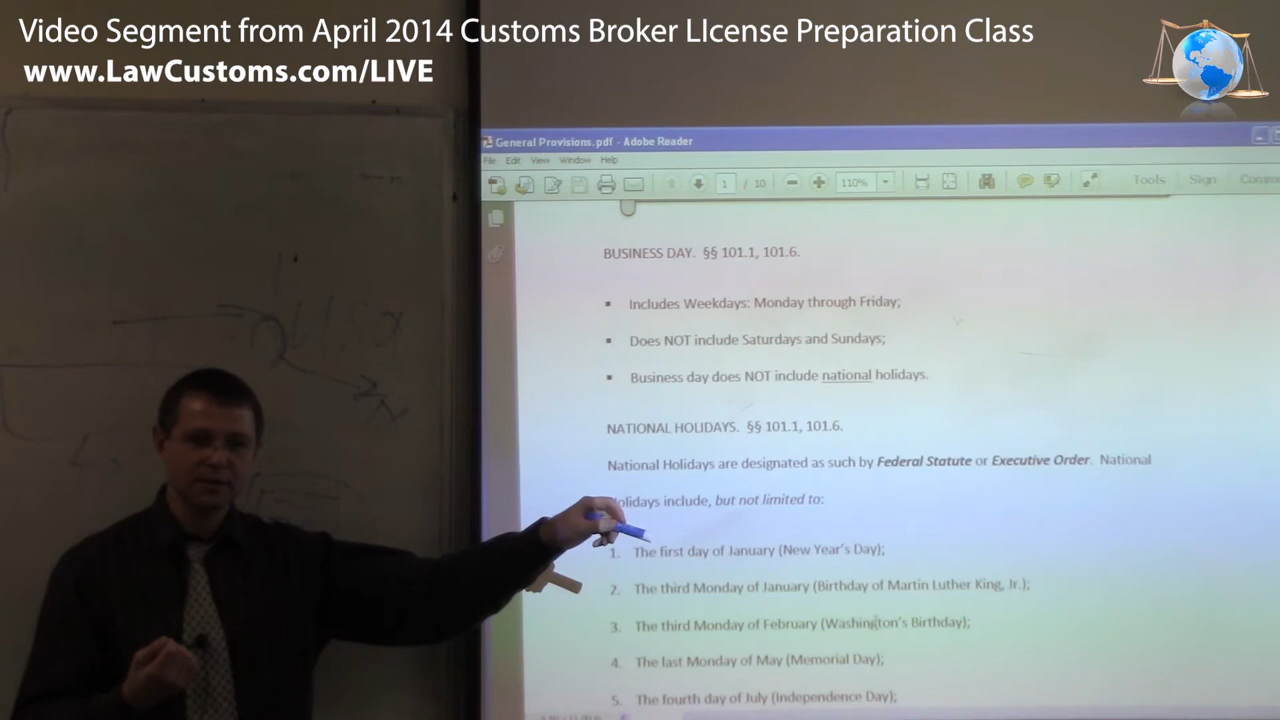 Video Segment from April 2014 Customs Broker LIcense Preparation Class
www.LawCustoms.com/LIVE
General Provisions.pdf - Adobe Reader
File Edit View Window Help
1 / 10 110% Tools Sign
BUSINESS DAY. §§ 101.1, 101.6.
▪ Includes Weekdays: Monday through Friday;
▪ Does NOT include Saturdays and Sundays;
▪ Business day does NOT include national holidays.
NATIONAL HOLIDAYS. §§ 101.1, 101.6.
National Holidays are designated as such by Federal Statute or Executive Order. National
olidays include, but not limited to:
1. The first day of January (New Year's Day);
2. The third Monday of January (Birthday of Martin Luther King, Jr.);
3. The third Monday of February (Washington's Birthday);
4. The last Monday of May (Memorial Day);
5. The fourth day of July (Independence Day);
USA